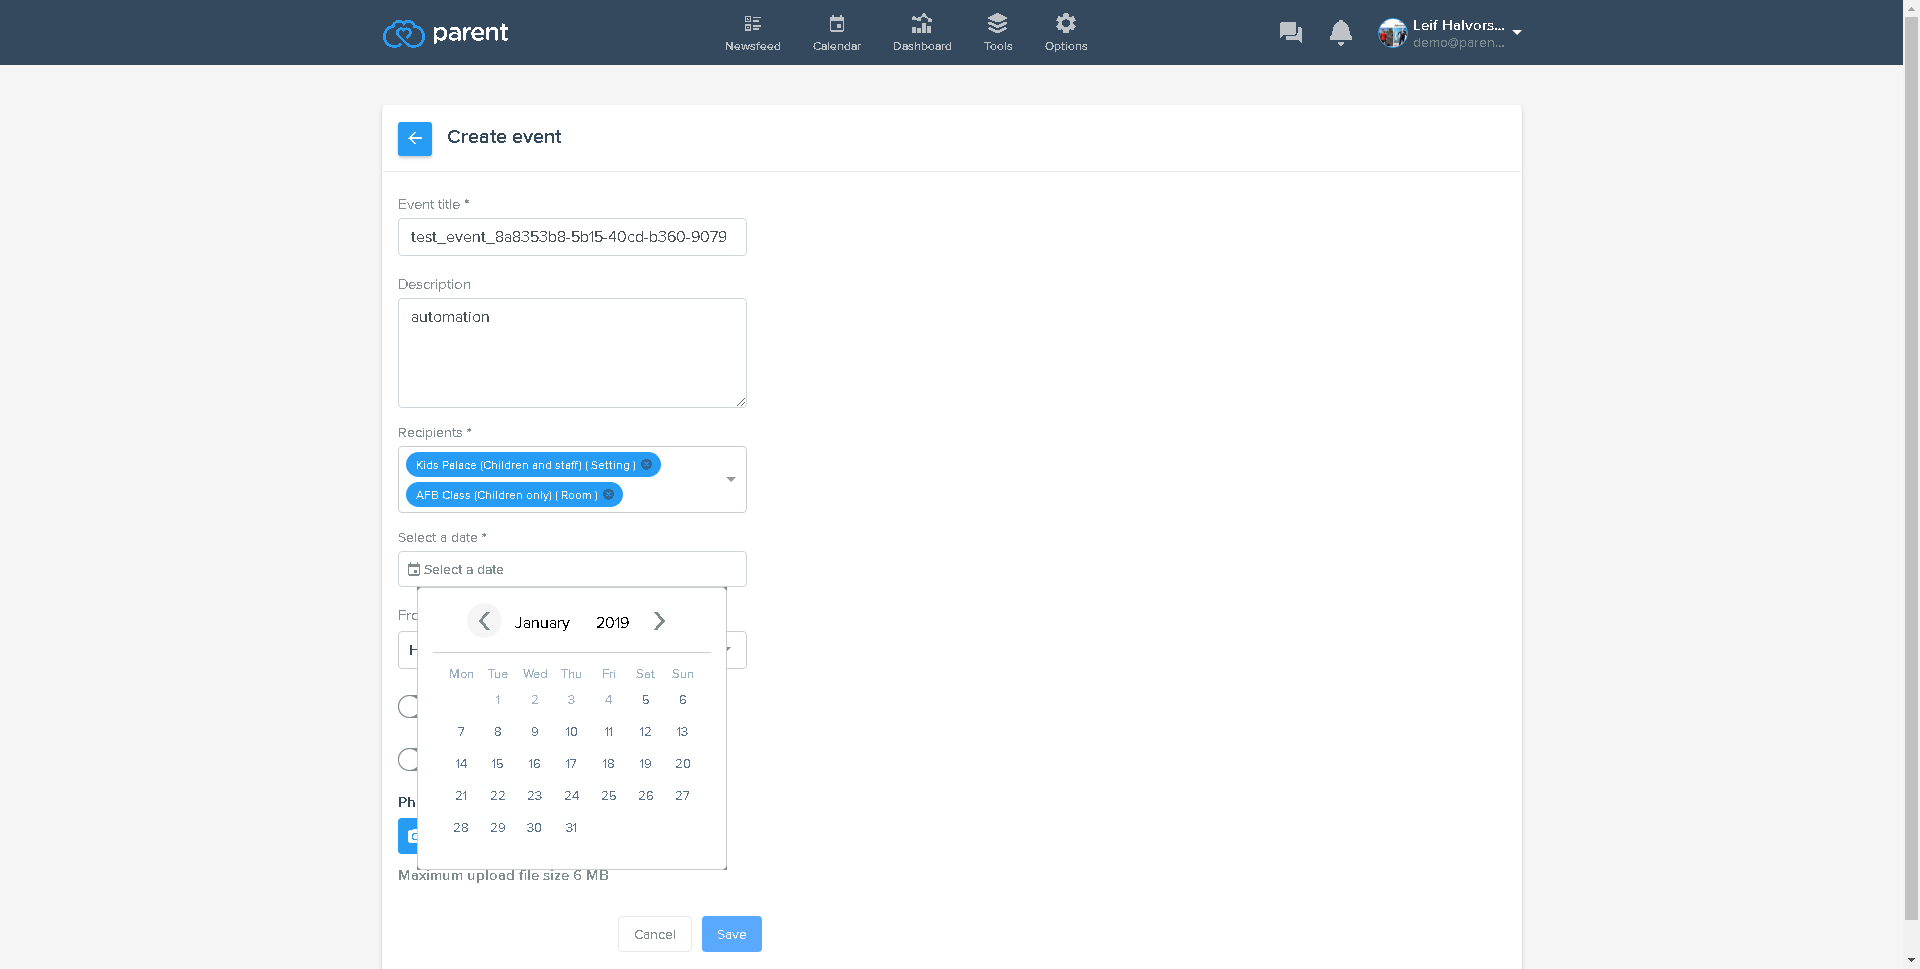 parent
Newsfeed
Calendar
Dashboard
Tools
Options
Leif Halvors...
demo@paren...
Create event
Event title *
test_event_8a8353b8-5b15-40cd-b360-9079
Description
automation
Recipients *
Kids Palace (Children and staff) ( Setting )
AFB Class (Children only) ( Room )
Select a date *
Select a date
January 2019
Mon Tue Wed Thu Fri Sat Sun
1 2 3 4 5 6
7 8 9 10 11 12 13
14 15 16 17 18 19 20
21 22 23 24 25 26 27
28 29 30 31
Maximum upload file size 6 MB
Cancel
Save